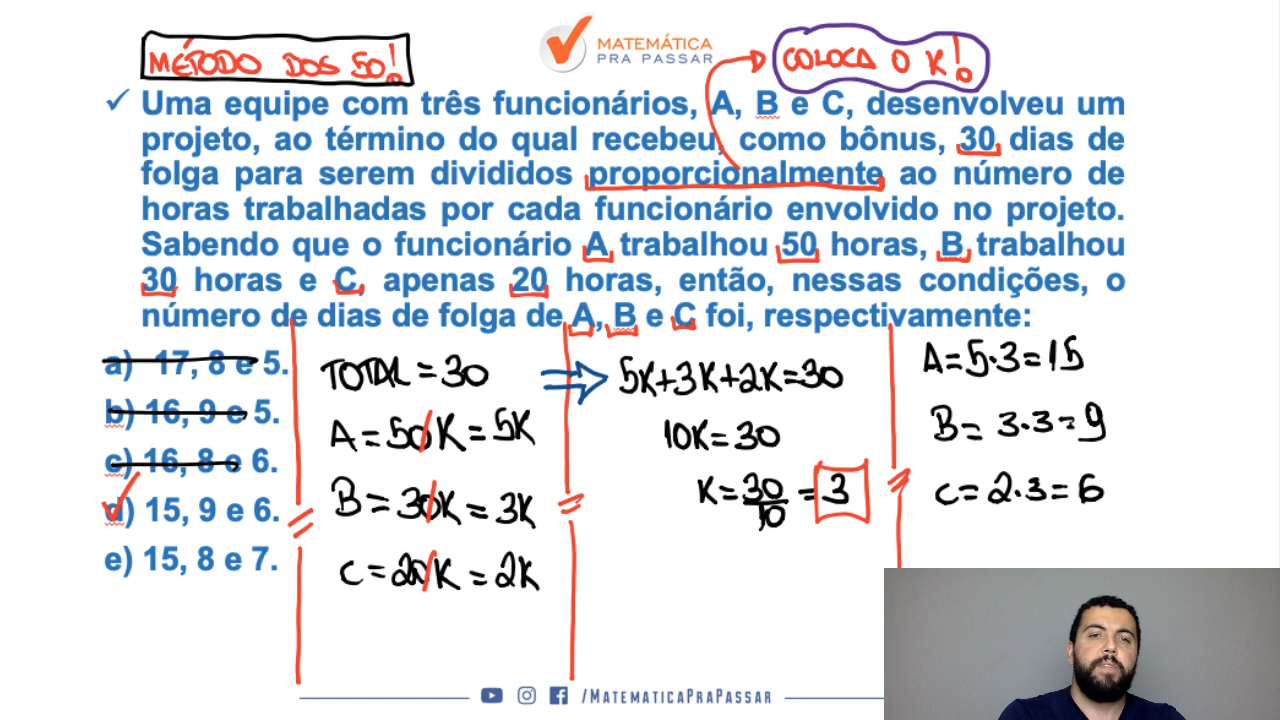 MÉTODO DOS 50!
MATEMÁTICA
PRA PASSAR
COLOCA O K!
✓ Uma equipe com três funcionários, A, B e C, desenvolveu um
projeto, ao término do qual recebeu, como bônus, 30 dias de
folga para serem divididos proporcionalmente ao número de
horas trabalhadas por cada funcionário envolvido no projeto.
Sabendo que o funcionário A trabalhou 50 horas, B trabalhou
30 horas e C, apenas 20 horas, então, nessas condições, o
número de dias de folga de A, B e C foi, respectivamente:
a) 17, 8 e 5.
b) 16, 9 e 5.
c) 16, 8 e 6.
d) 15, 9 e 6.
e) 15, 8 e 7.
TOTAL = 30
A = 50K = 5K
B = 30K = 3K
C = 20K = 2K
5K+3K+2K=30
10K = 30
K = 30/10 = 3
A = 5·3 = 15
B = 3·3 = 9
C = 2·3 = 6
/MATEMATICAPRAPASSAR